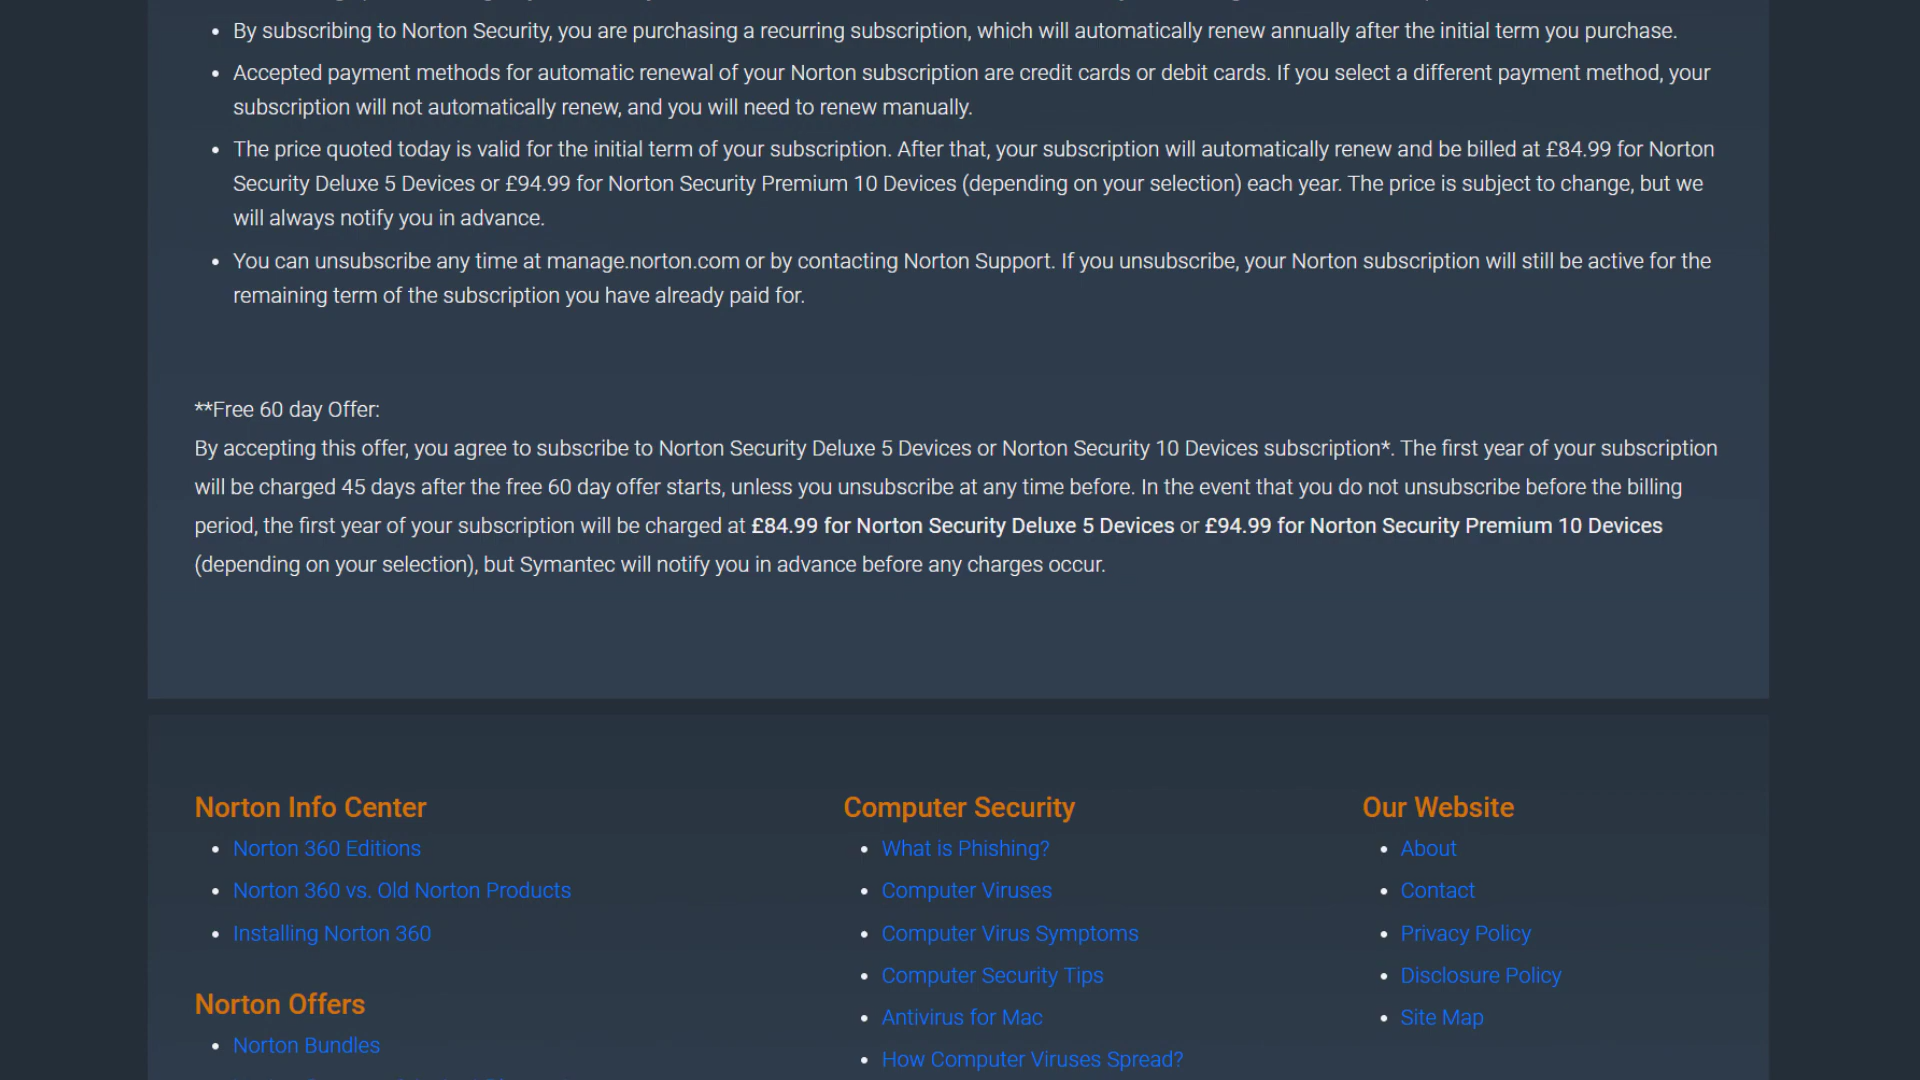 By subscribing to Norton Security, you are purchasing a recurring subscription, which will automatically renew annually after the initial term you purchase.
Accepted payment methods for automatic renewal of your Norton subscription are credit cards or debit cards. If you select a different payment method, your
subscription will not automatically renew, and you will need to renew manually.
The price quoted today is valid for the initial term of your subscription. After that, your subscription will automatically renew and be billed at £84.99 for Norton
Security Deluxe 5 Devices or £94.99 for Norton Security Premium 10 Devices (depending on your selection) each year. The price is subject to change, but we
will always notify you in advance.
You can unsubscribe any time at manage.norton.com or by contacting Norton Support. If you unsubscribe, your Norton subscription will still be active for the
remaining term of the subscription you have already paid for.
**Free 60 day Offer:
By accepting this offer, you agree to subscribe to Norton Security Deluxe 5 Devices or Norton Security 10 Devices subscription*. The first year of your subscription
will be charged 45 days after the free 60 day offer starts, unless you unsubscribe at any time before. In the event that you do not unsubscribe before the billing
period, the first year of your subscription will be charged at £84.99 for Norton Security Deluxe 5 Devices or £94.99 for Norton Security Premium 10 Devices
(depending on your selection), but Symantec will notify you in advance before any charges occur.
Norton Info Center
Norton 360 Editions
Norton 360 vs. Old Norton Products
Installing Norton 360
Norton Offers
Norton Bundles
Computer Security
What is Phishing?
Computer Viruses
Computer Virus Symptoms
Computer Security Tips
Antivirus for Mac
How Computer Viruses Spread?
Our Website
About
Contact
Privacy Policy
Disclosure Policy
Site Map